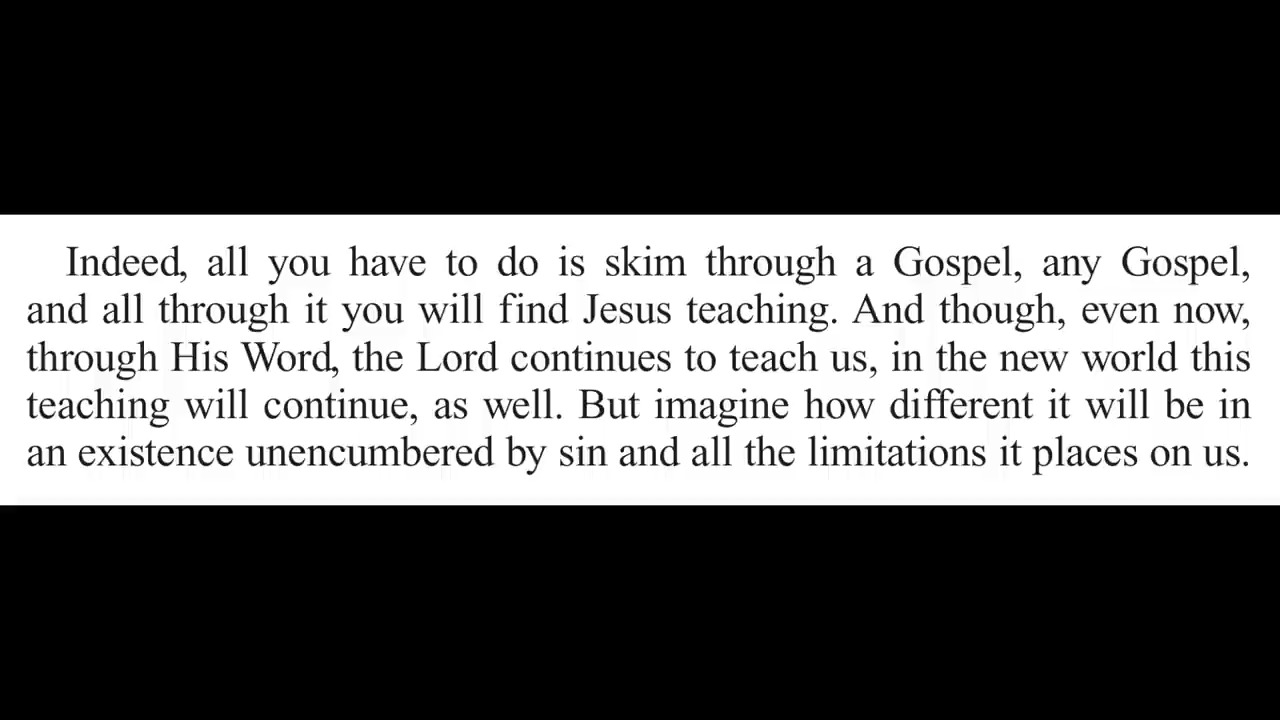 Indeed, all you have to do is skim through a Gospel, any Gospel,
and all through it you will find Jesus teaching. And though, even now,
through His Word, the Lord continues to teach us, in the new world this
teaching will continue, as well. But imagine how different it will be in
an existence unencumbered by sin and all the limitations it places on us.